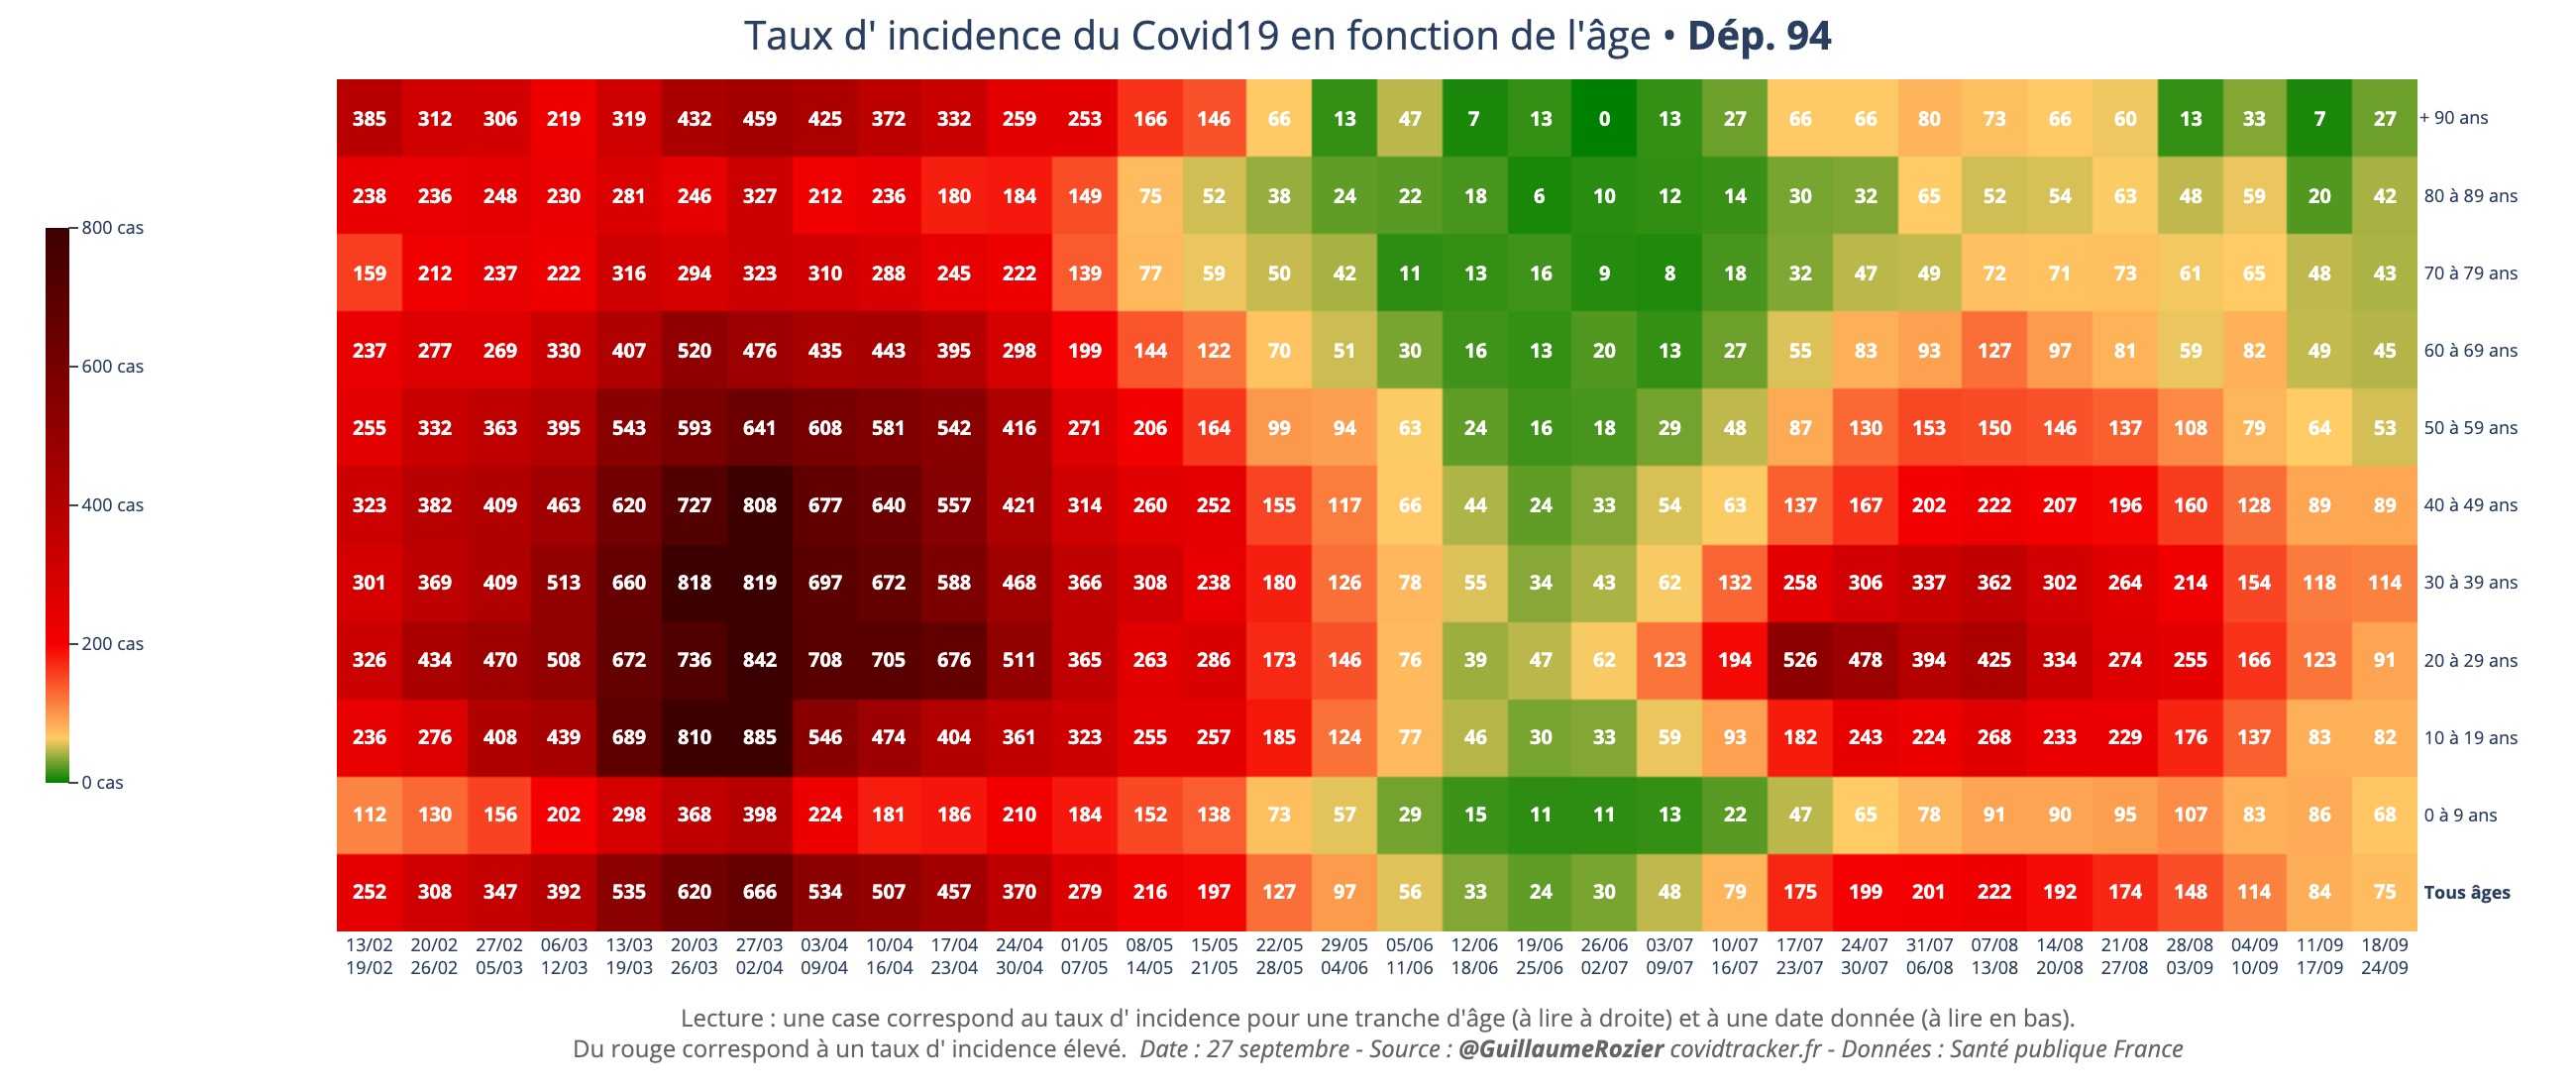 Taux d' incidence du Covid19 en fonction de l'âge • Dép. 94
800 cas
600 cas
400 cas
200 cas
0 cas
385 312 306 219 319 432 459 425 372 332 259 253 166 146 66 13 47 7 13 0 13 27 66 66 80 73 66 60 13 33 7 27 + 90 ans
238 236 248 230 281 246 327 212 236 180 184 149 75 52 38 24 22 18 6 10 12 14 30 32 65 52 54 63 48 59 20 42 80 à 89 ans
159 212 237 222 316 294 323 310 288 245 222 139 77 59 50 42 11 13 16 9 8 18 32 47 49 72 71 73 61 65 48 43 70 à 79 ans
237 277 269 330 407 520 476 435 443 395 298 199 144 122 70 51 30 16 13 20 13 27 55 83 93 127 97 81 59 82 49 45 60 à 69 ans
255 332 363 395 543 593 641 608 581 542 416 271 206 164 99 94 63 24 16 18 29 48 87 130 153 150 146 137 108 79 64 53 50 à 59 ans
323 382 409 463 620 727 808 677 640 557 421 314 260 252 155 117 66 44 24 33 54 63 137 167 202 222 207 196 160 128 89 89 40 à 49 ans
301 369 409 513 660 818 819 697 672 588 468 366 308 238 180 126 78 55 34 43 62 132 258 306 337 362 302 264 214 154 118 114 30 à 39 ans
326 434 470 508 672 736 842 708 705 676 511 365 263 286 173 146 76 39 47 62 123 194 526 478 394 425 334 274 255 166 123 91 20 à 29 ans
236 276 408 439 689 810 885 546 474 404 361 323 255 257 185 124 77 46 30 33 59 93 182 243 224 268 233 229 176 137 83 82 10 à 19 ans
112 130 156 202 298 368 398 224 181 186 210 184 152 138 73 57 29 15 11 11 13 22 47 65 78 91 90 95 107 83 86 68 0 à 9 ans
252 308 347 392 535 620 666 534 507 457 370 279 216 197 127 97 56 33 24 30 48 79 175 199 201 222 192 174 148 114 84 75 Tous âges
13/02 20/02 27/02 06/03 13/03 20/03 27/03 03/04 10/04 17/04 24/04 01/05 08/05 15/05 22/05 29/05 05/06 12/06 19/06 26/06 03/07 10/07 17/07 24/07 31/07 07/08 14/08 21/08 28/08 04/09 11/09 18/09
19/02 26/02 05/03 12/03 19/03 26/03 02/04 09/04 16/04 23/04 30/04 07/05 14/05 21/05 28/05 04/06 11/06 18/06 25/06 02/07 09/07 16/07 23/07 30/07 06/08 13/08 20/08 27/08 03/09 10/09 17/09 24/09
Lecture : une case correspond au taux d' incidence pour une tranche d'âge (à lire à droite) et à une date donnée (à lire en bas).
Du rouge correspond à un taux d' incidence élevé. Date : 27 septembre - Source : @GuillaumeRozier covidtracker.fr - Données : Santé publique France